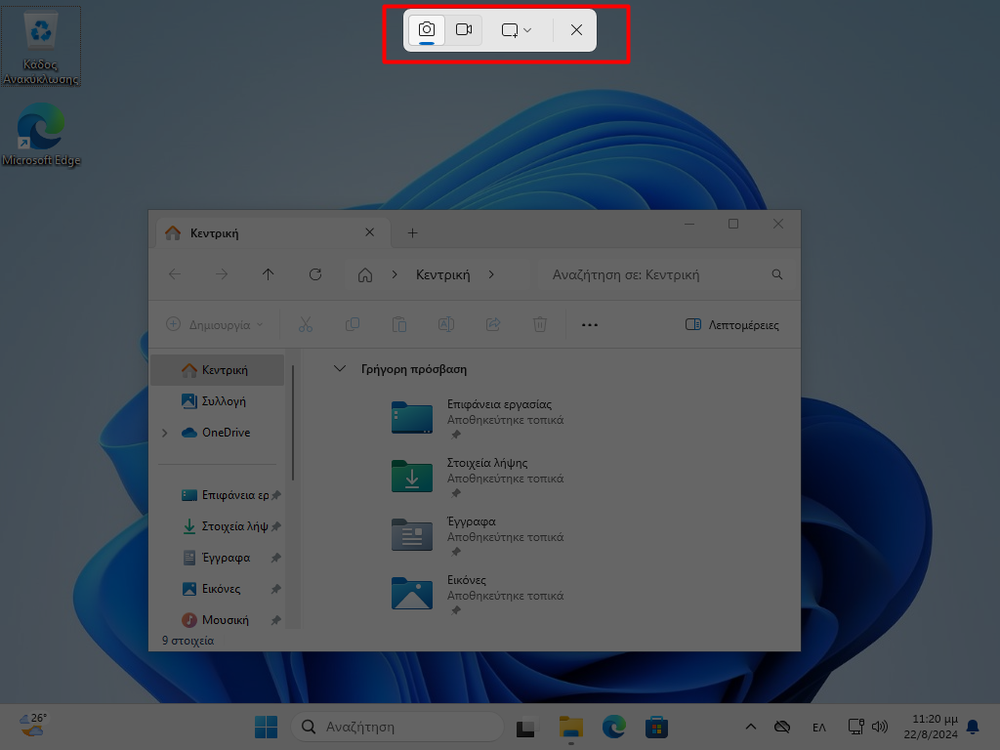 Κάδος
Ανακύκλωσης
Microsoft Edge
Κεντρική
Κεντρική
Αναζήτηση σε: Κεντρική
Δημιουργία
Λεπτομέρειες
Κεντρική
Συλλογή
OneDrive
Επιφάνεια ερ
Στοιχεία λήψ
Έγγραφα
Εικόνες
Μουσική
Γρήγορη πρόσβαση
Επιφάνεια εργασίας
Αποθηκεύτηκε τοπικά
Στοιχεία λήψης
Αποθηκεύτηκε τοπικά
Έγγραφα
Αποθηκεύτηκε τοπικά
Εικόνες
Αποθηκεύτηκε τοπικά
9 στοιχεία
26°
Αναζήτηση
ΕΛ
11:20 μμ
22/8/2024